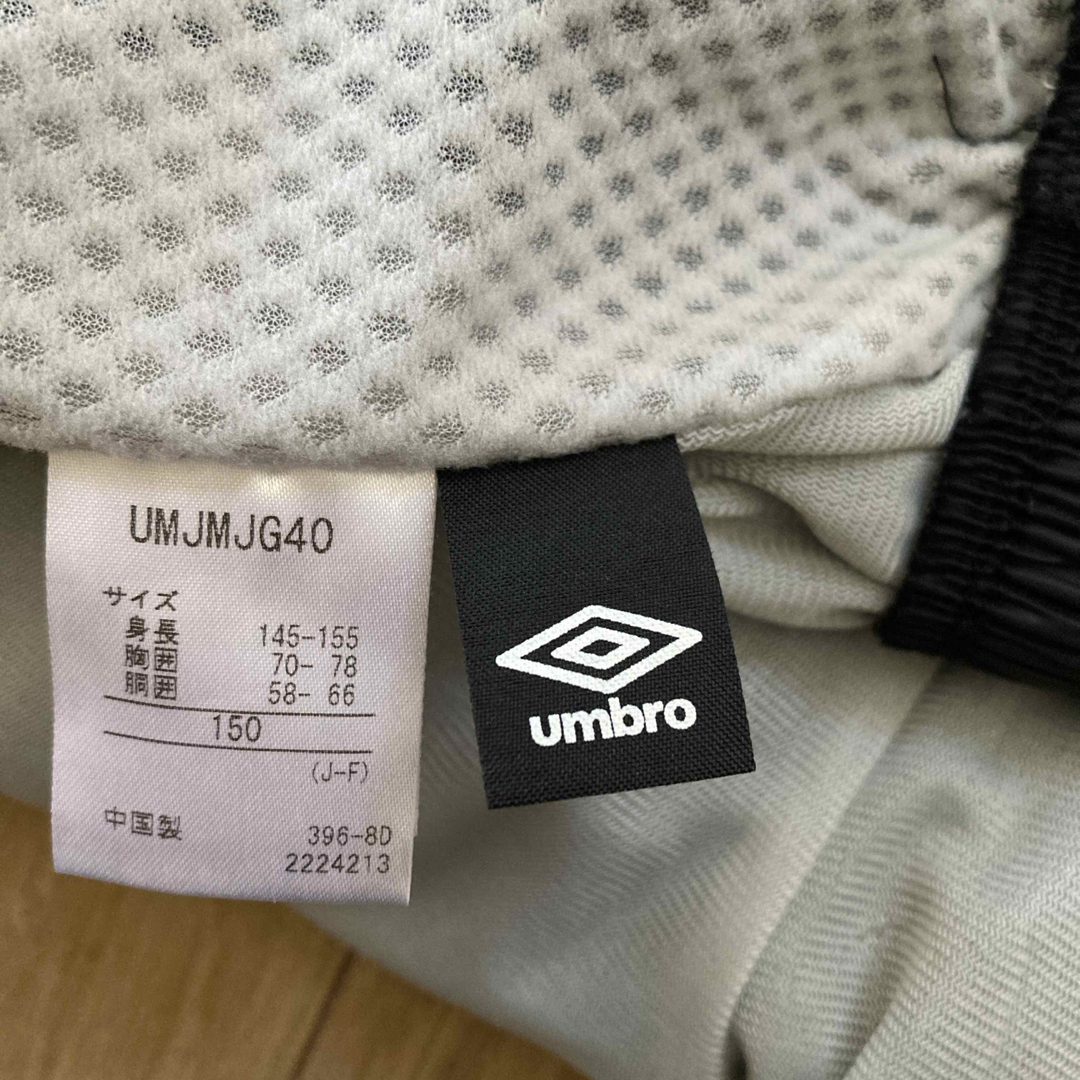 UMJMJG40
サイズ
身長 145-155
胸囲 70- 78
胴囲 58- 66
150
(J-F)
中国製 396-8D
2224213
umbro